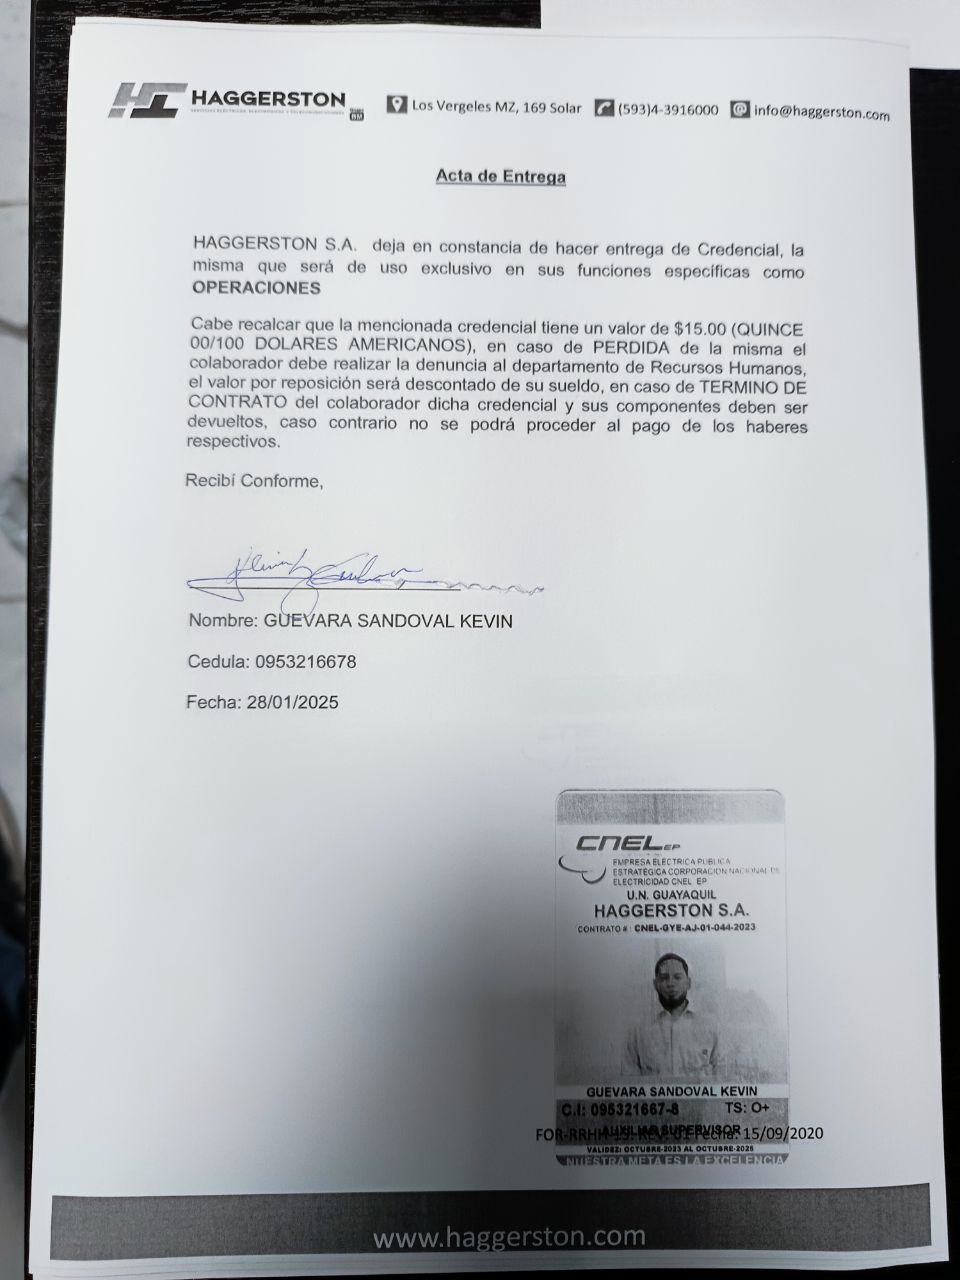 HAGGERSTON
Los Vergeles MZ, 169 Solar
(593)4-3916000
info@haggerston.com
Acta de Entrega
HAGGERSTON S.A. deja en constancia de hacer entrega de Credencial, la
misma que será de uso exclusivo en sus funciones específicas como
OPERACIONES
Cabe recalcar que la mencionada credencial tiene un valor de $15.00 (QUINCE
00/100 DOLARES AMERICANOS), en caso de PERDIDA de la misma el
colaborador debe realizar la denuncia al departamento de Recursos Humanos,
el valor por reposición será descontado de su sueldo, en caso de TERMINO DE
CONTRATO del colaborador dicha credencial y sus componentes deben ser
devueltos, caso contrario no se podrá proceder al pago de los haberes
respectivos.
Recibí Conforme,
Nombre: GUEVARA SANDOVAL KEVIN
Cedula: 0953216678
Fecha: 28/01/2025
CNEL EP
EMPRESA ELECTRICA PUBLICA
ESTRATEGICA CORPORACION NACIONAL DE
ELECTRICIDAD CNEL EP
U.N. GUAYAQUIL
HAGGERSTON S.A.
CONTRATO #: CNEL-GYE-AJ-01-044-2023
GUEVARA SANDOVAL KEVIN
C.I: 095321667-8 TS: O+
AUXILIAR SUPERVISOR
FOR-RRHH Fecha: 15/09/2020
VALIDEZ: OCTUBRE-2023 AL OCTUBRE-2025
NUESTRA META ES LA EXCELENCIA
www.haggerston.com